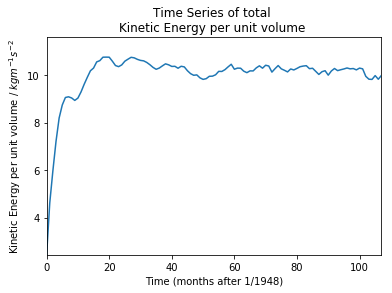 Time Series of total
Kinetic Energy per unit volume
Kinetic Energy per unit volume / kgm⁻¹s⁻²
10
8
6
4
0 20 40 60 80 100
Time (months after 1/1948)